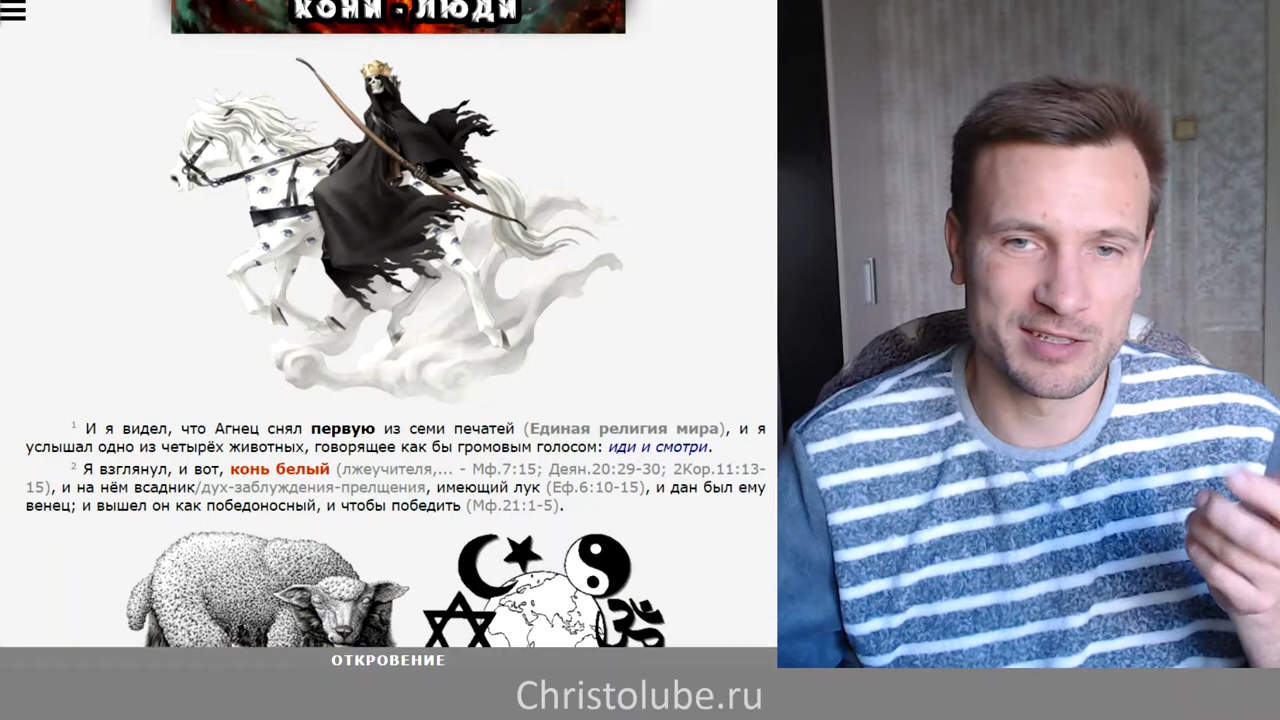 КОНИ - ЛЮДИ
1 И я видел, что Агнец снял первую из семи печатей (Единая религия мира), и я
услышал одно из четырёх животных, говорящее как бы громовым голосом: иди и смотри.
2 Я взглянул, и вот, конь белый (лжеучителя,... - Мф.7:15; Деян.20:29-30; 2Кор.11:13-
15), и на нём всадник/дух-заблуждения-прелщения, имеющий лук (Еф.6:10-15), и дан был ему
венец; и вышел он как победоносный, и чтобы победить (Мф.21:1-5).
ОТКРОВЕНИЕ
Christolube.ru